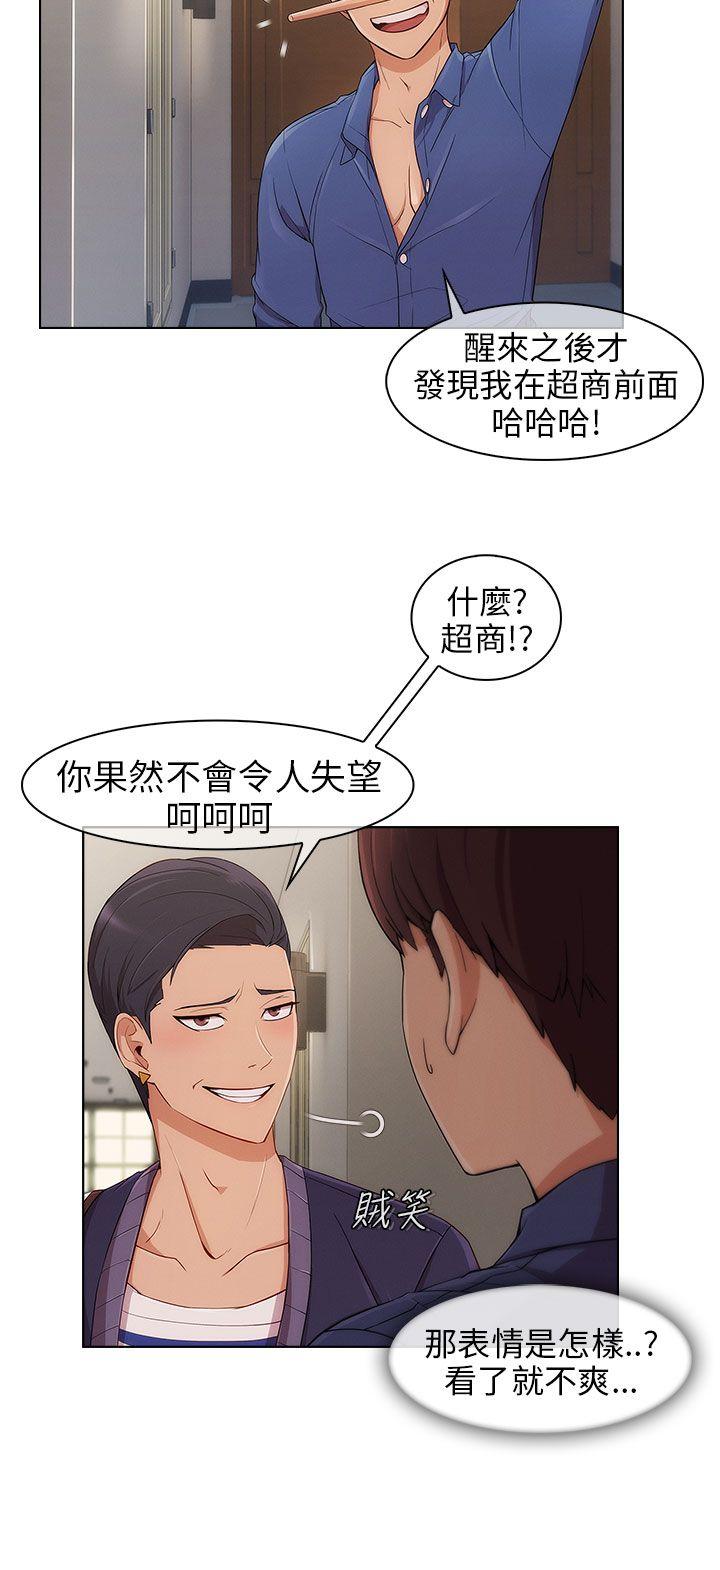 醒來之後才
發現我在超商前面
哈哈哈!
什麼?
超商!?
你果然不會令人失望
呵呵呵
賊笑
那表情是怎樣..?
看了就不爽...